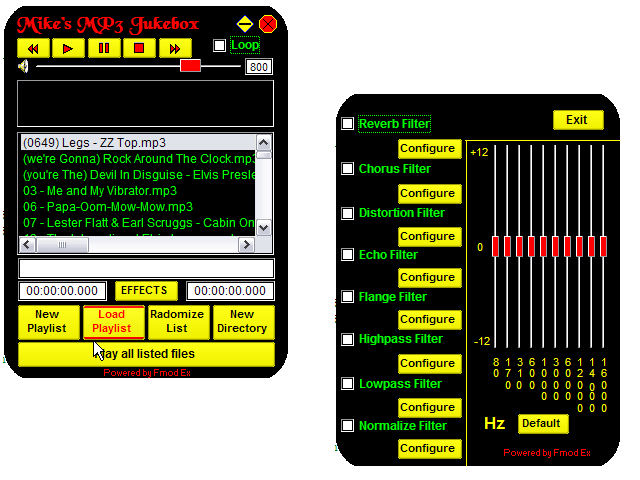 Mike's MP3 Jukebox
Loop
800
(0649) Legs - ZZ Top.mp3
(we're Gonna) Rock Around The Clock.mp3
(you're The) Devil In Disguise - Elvis Presle
03 - Me and My Vibrator.mp3
06 - Papa-Oom-Mow-Mow.mp3
07 - Lester Flatt & Earl Scruggs - Cabin On
00:00:00.000
EFFECTS
00:00:00.000
New Playlist
Load Playlist
Radomize List
New Directory
lay all listed files
Powered by Fmod Ex
Reverb Filter
Exit
Configure
Chorus Filter
Configure
Distortion Filter
Configure
Echo Filter
Configure
Flange Filter
Configure
Highpass Filter
Configure
Lowpass Filter
Configure
Normalize Filter
Configure
+12
0
-12
80
170
310
600
1000
3000
6000
12000
14000
16000
Hz
Default
Powered by Fmod Ex